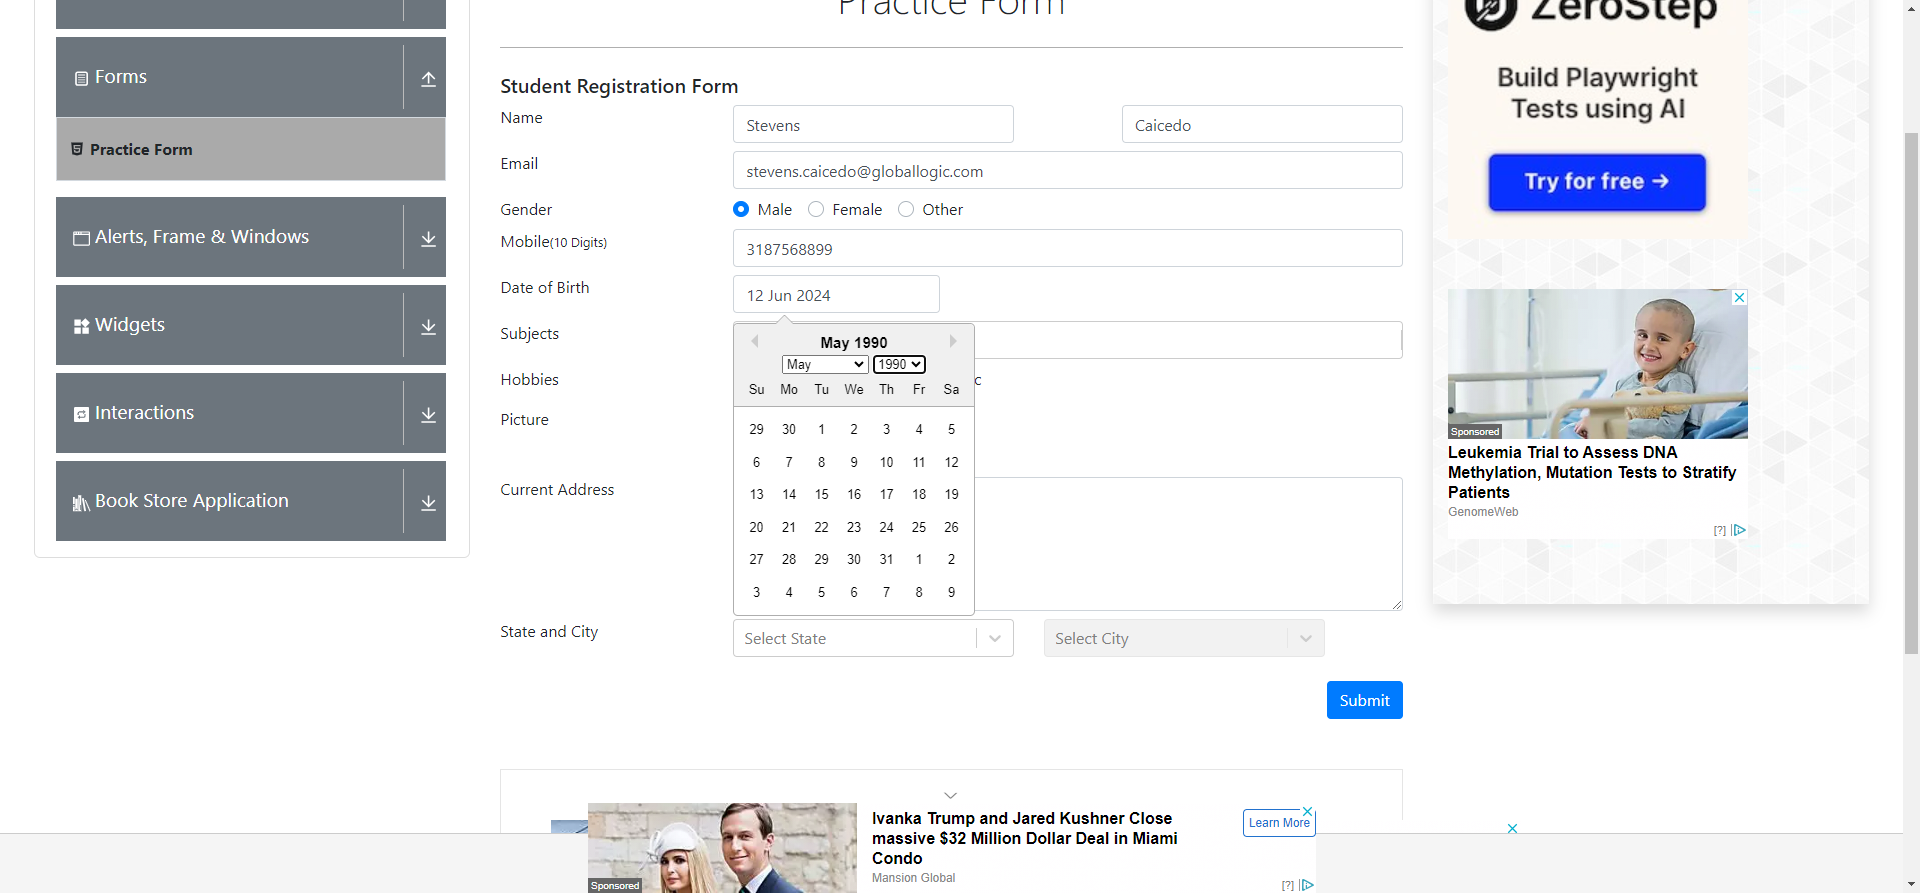 Practice Form
Forms
Practice Form
Alerts, Frame & Windows
Widgets
Interactions
Book Store Application
Student Registration Form
Name
Stevens
Caicedo
Email
stevens.caicedo@globallogic.com
Gender
Male
Female
Other
Mobile(10 Digits)
3187568899
Date of Birth
12 Jun 2024
Subjects
Hobbies
c
Picture
Current Address
May 1990
May
1990
Su Mo Tu We Th Fr Sa
29 30 1 2 3 4 5
6 7 8 9 10 11 12
13 14 15 16 17 18 19
20 21 22 23 24 25 26
27 28 29 30 31 1 2
3 4 5 6 7 8 9
State and City
Select State
Select City
Submit
ZeroStep
Build Playwright
Tests using AI
Try for free →
Sponsored
Leukemia Trial to Assess DNA
Methylation, Mutation Tests to Stratify
Patients
GenomeWeb
[?]
Sponsored
Ivanka Trump and Jared Kushner Close
massive $32 Million Dollar Deal in Miami
Condo
Mansion Global
Learn More
[?]